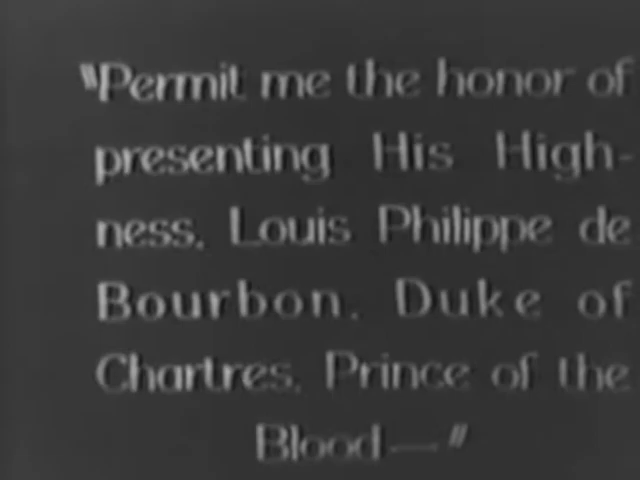 "Permit me the honor of
presenting His High-
ness, Louis Philippe de
Bourbon, Duke of
Chartres, Prince of the
Blood—"